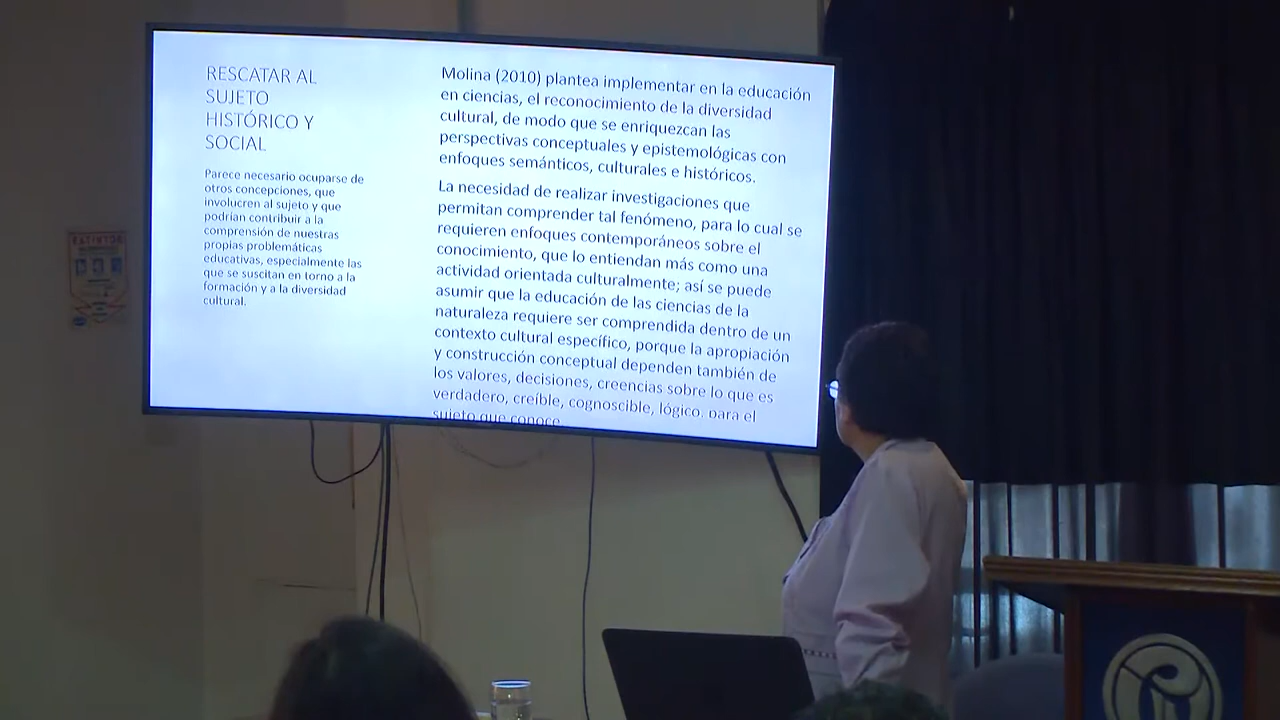 RESCATAR AL
SUJETO
HISTÓRICO Y
SOCIAL
Parece necesario ocuparse de
otros concepciones, que
involucren al sujeto y que
podrían contribuir a la
comprensión de nuestras
propias problemáticas
educativas, especialmente las
que se suscitan en torno a la
formación y a la diversidad
cultural.
Molina (2010) plantea implementar en la educación
en ciencias, el reconocimiento de la diversidad
cultural, de modo que se enriquezcan las
perspectivas conceptuales y epistemológicas con
enfoques semánticos, culturales e históricos.
La necesidad de realizar investigaciones que
permitan comprender tal fenómeno, para lo cual se
requieren enfoques contemporáneos sobre el
conocimiento, que lo entiendan más como una
actividad orientada culturalmente; así se puede
asumir que la educación de las ciencias de la
naturaleza requiere ser comprendida dentro de un
contexto cultural específico, porque la apropiación
y construcción conceptual dependen también de
los valores, decisiones, creencias sobre lo que es
verdadero, creíble, cognoscible, lógico, para el
sujeto que conoce.
EXTINTOR